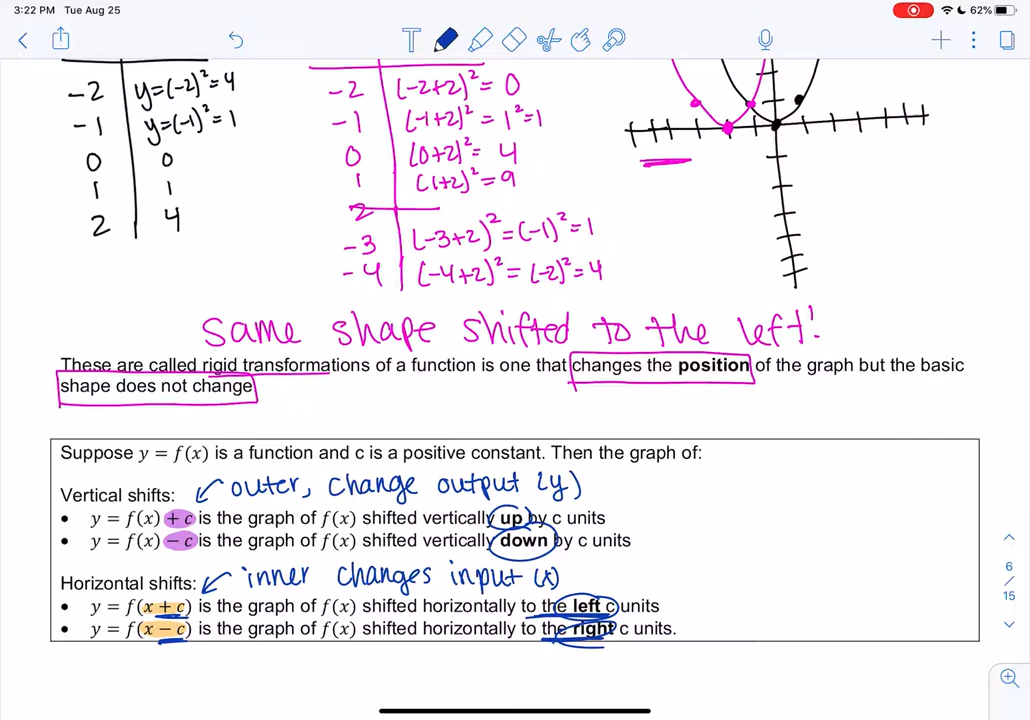 3:22 PM Tue Aug 25
62%
-2 y=(-2)²=4
-1 y=(-1)²=1
0 0
1 1
2 4
-2 (-2+2)²=0
-1 (-1+2)²=1²=1
0 (0+2)²=4
1 (1+2)²=9
2
-3 (-3+2)²=(-1)²=1
-4 (-4+2)²=(-2)²=4
Same shape shifted to the left!
These are called rigid transformations of a function is one that changes the position of the graph but the basic
shape does not change
Suppose y = f(x) is a function and c is a positive constant. Then the graph of:
Vertical shifts: outer, change output (y)
• y = f(x) + c is the graph of f(x) shifted vertically up by c units
• y = f(x) − c is the graph of f(x) shifted vertically down by c units
Horizontal shifts: inner changes input (x)
• y = f(x + c) is the graph of f(x) shifted horizontally to the left c units
• y = f(x − c) is the graph of f(x) shifted horizontally to the right c units.
6
/
15